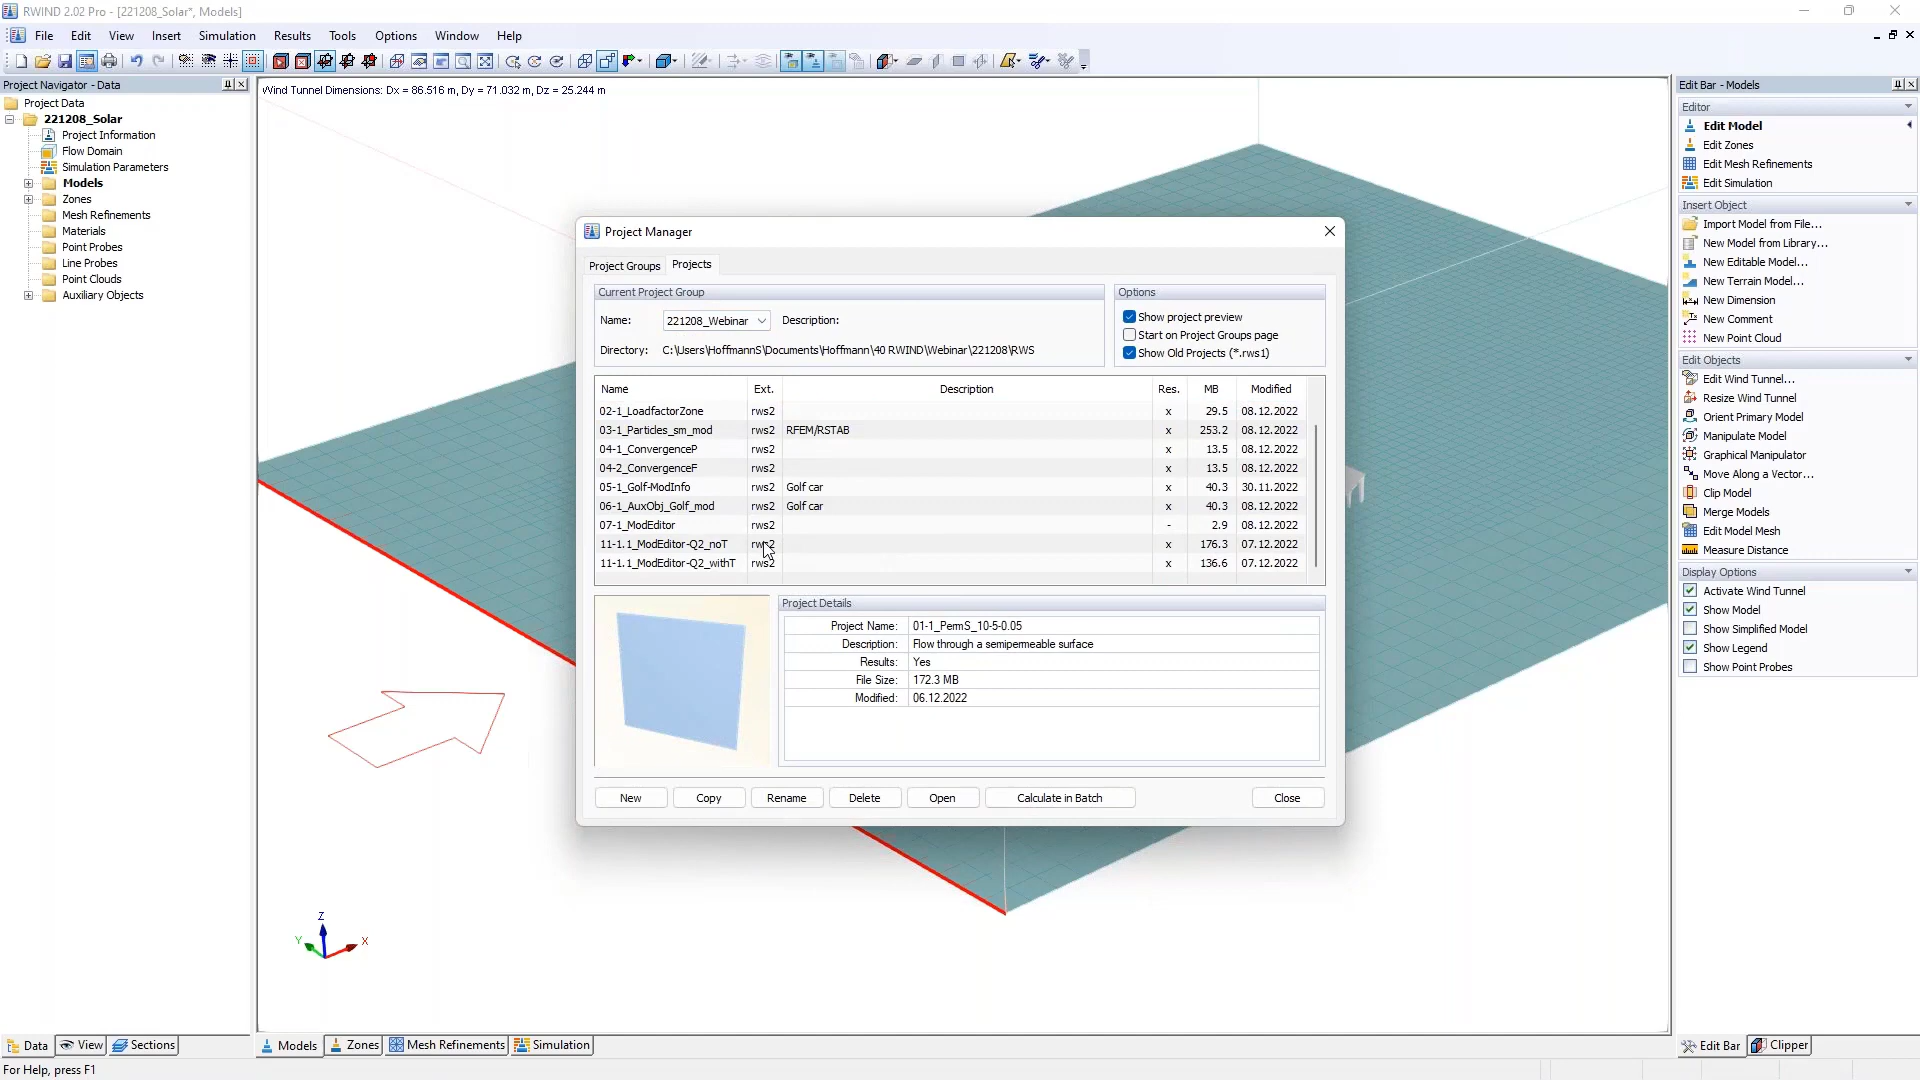 RWIND 2.02 Pro - [221208_Solar*, Models]
File Edit View Insert Simulation Results Tools Options Window Help
Project Navigator - Data
Project Data
221208_Solar
Project Information
Flow Domain
Simulation Parameters
Models
Zones
Mesh Refinements
Materials
Point Probes
Line Probes
Point Clouds
Auxiliary Objects
Wind Tunnel Dimensions: Dx = 86.516 m, Dy = 71.032 m, Dz = 25.244 m
Project Manager
Project Groups Projects
Current Project Group
Name: 221208_Webinar Description:
Directory: C:\Users\HoffmannS\Documents\Hoffmann\40 RWIND\Webinar\221208\RWS
Options
Show project preview
Start on Project Groups page
Show Old Projects (*.rws1)
Name Ext. Description Res. MB Modified
02-1_LoadfactorZone rws2 x 29.5 08.12.2022
03-1_Particles_sm_mod rws2 RFEM/RSTAB x 253.2 08.12.2022
04-1_ConvergenceP rws2 x 13.5 08.12.2022
04-2_ConvergenceF rws2 x 13.5 08.12.2022
05-1_Golf-ModInfo rws2 Golf car x 40.3 30.11.2022
06-1_AuxObj_Golf_mod rws2 Golf car x 40.3 08.12.2022
07-1_ModEditor rws2 - 2.9 08.12.2022
11-1.1_ModEditor-Q2_noT rws2 x 176.3 07.12.2022
11-1.1_ModEditor-Q2_withT rws2 x 136.6 07.12.2022
Project Details
Project Name: 01-1_PermS_10-5-0.05
Description: Flow through a semipermeable surface
Results: Yes
File Size: 172.3 MB
Modified: 06.12.2022
New Copy Rename Delete Open Calculate in Batch Close
Z
Y
X
Edit Bar - Models
Editor
Edit Model
Edit Zones
Edit Mesh Refinements
Edit Simulation
Insert Object
Import Model from File...
New Model from Library...
New Editable Model...
New Terrain Model...
New Dimension
New Comment
New Point Cloud
Edit Objects
Edit Wind Tunnel...
Resize Wind Tunnel
Orient Primary Model
Manipulate Model
Graphical Manipulator
Move Along a Vector...
Clip Model
Merge Models
Edit Model Mesh
Measure Distance
Display Options
Activate Wind Tunnel
Show Model
Show Simplified Model
Show Legend
Show Point Probes
Data View Sections
Models Zones Mesh Refinements Simulation
Edit Bar Clipper
For Help, press F1